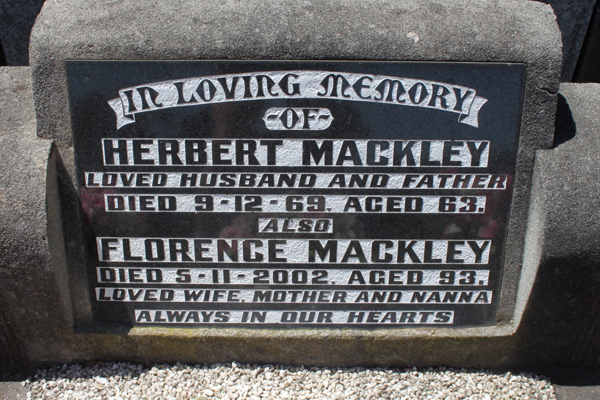 IN LOVING MEMORY
-OF-
HERBERT MACKLEY
LOVED HUSBAND AND FATHER
DIED 9-12-69. AGED 63.
ALSO
FLORENCE MACKLEY
DIED 5-11-2002. AGED 93.
LOVED WIFE, MOTHER AND NANNA
ALWAYS IN OUR HEARTS